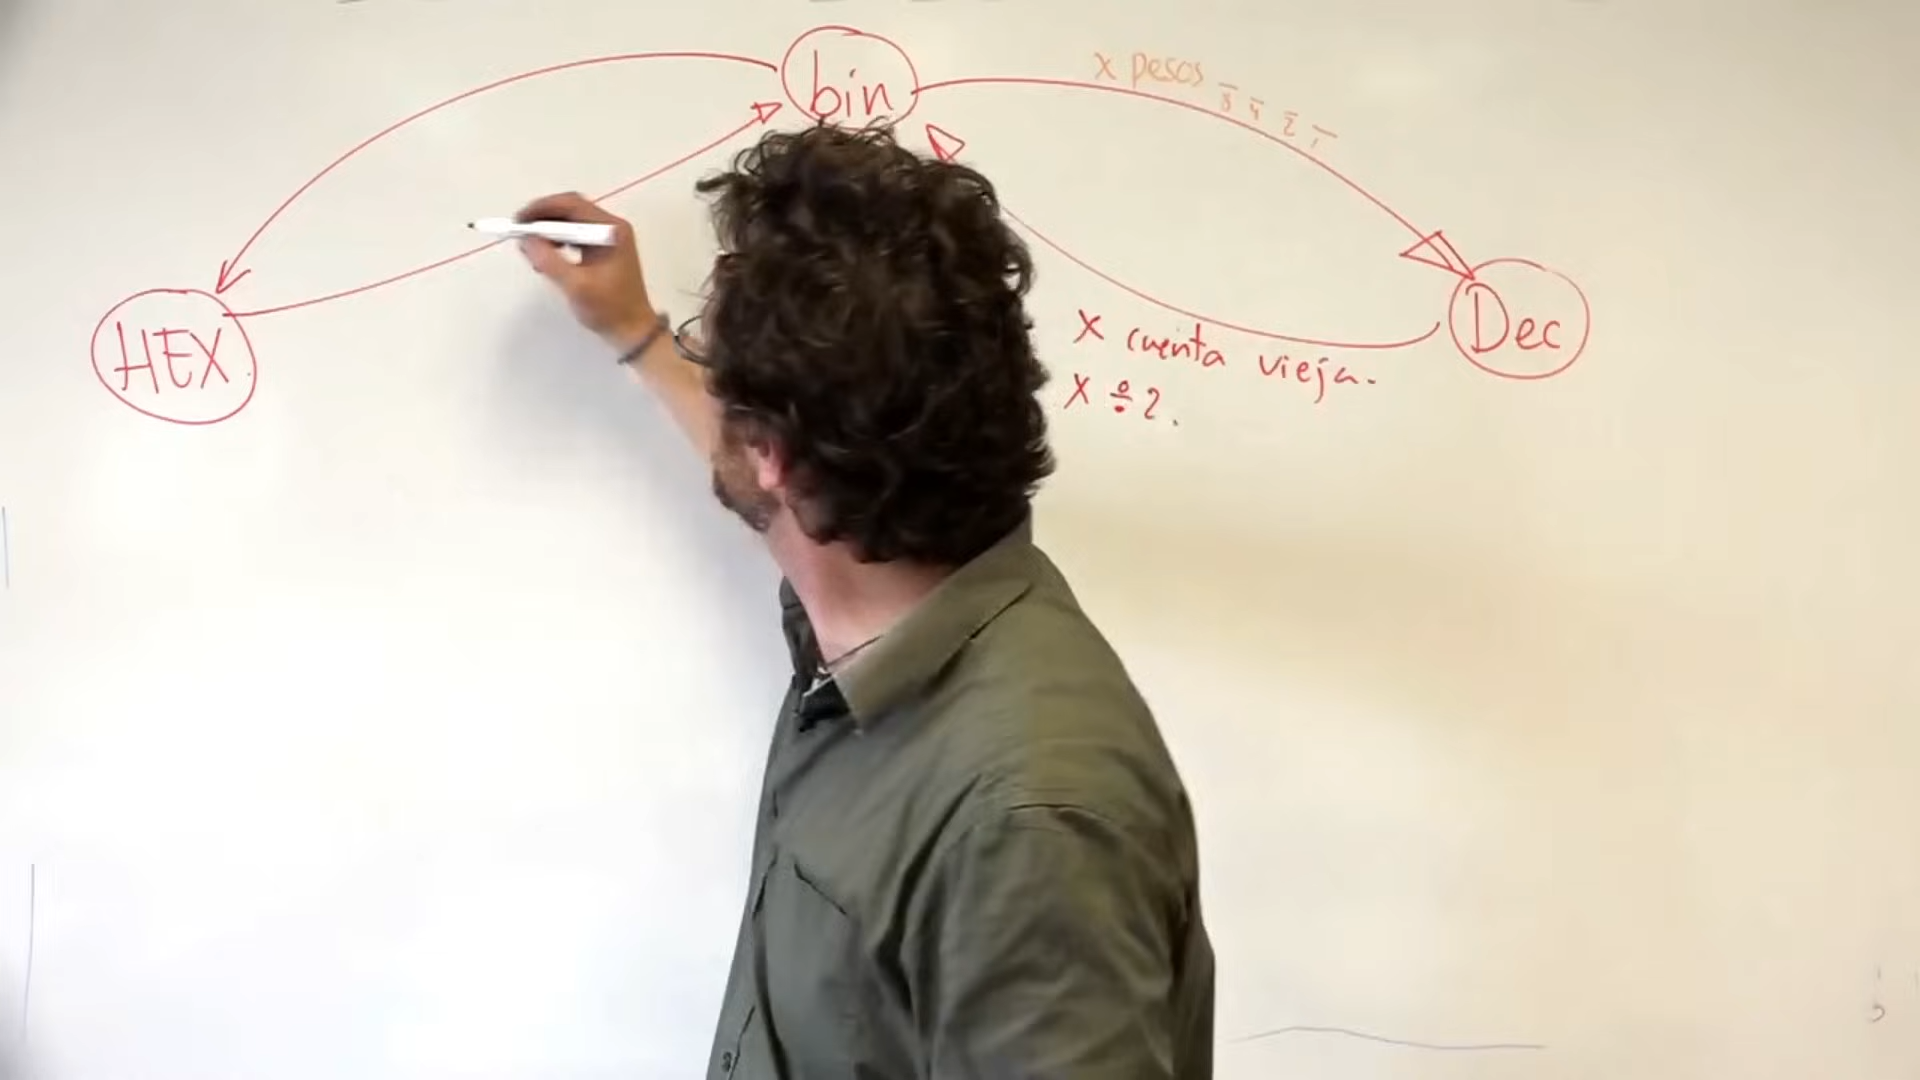 bin
x pesos 8 4 2 1
HEX
Dec
x cuenta vieja.
x ÷ 2.